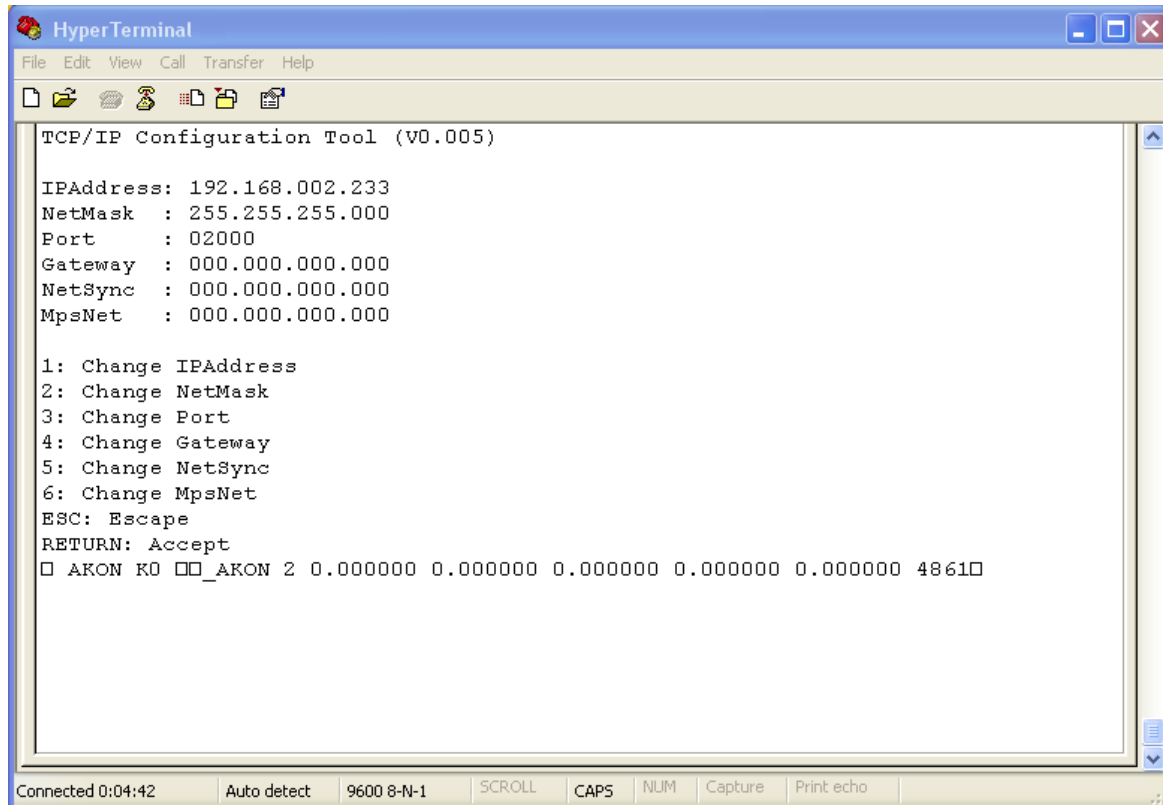 HyperTerminal
File Edit View Call Transfer Help
TCP/IP Configuration Tool (V0.005)
IPAddress: 192.168.002.233
NetMask : 255.255.255.000
Port : 02000
Gateway : 000.000.000.000
NetSync : 000.000.000.000
MpsNet : 000.000.000.000
1: Change IPAddress
2: Change NetMask
3: Change Port
4: Change Gateway
5: Change NetSync
6: Change MpsNet
ESC: Escape
RETURN: Accept
□ AKON K0 □□_AKON 2 0.000000 0.000000 0.000000 0.000000 0.000000 4861□
Connected 0:04:42 Auto detect 9600 8-N-1 SCROLL CAPS NUM Capture Print echo